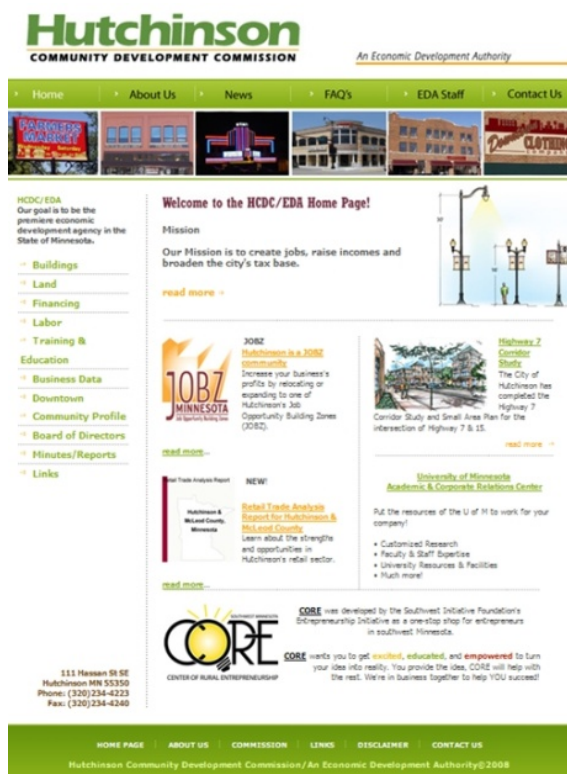 Hutchinson
COMMUNITY DEVELOPMENT COMMISSION
An Economic Development Authority
Home
About Us
News
FAQ's
EDA Staff
Contact Us
FARMERS
MARKET
CLOTHING
HCDC/EDA
Our goal is to be the
premiere economic
development agency in the
State of Minnesota.
Buildings
Land
Financing
Labor
Training &
Education
Business Data
Downtown
Community Profile
Board of Directors
Minutes/Reports
Links
111 Hassan St SE
Hutchinson MN 55350
Phone: (320)234-4223
Fax: (320)234-4240
Welcome to the HCDC/EDA Home Page!
Mission
Our Mission is to create jobs, raise incomes and
broaden the city's tax base.
read more
JOBZ
MINNESOTA
Job Opportunity Building Zones
JOBZ
Hutchinson is a JOBZ
community
Increase your business's
profits by relocating or
expanding to one of
Hutchinson's Job
Opportunity Building Zones
(JOBZ).
read more...
Highway 7
Corridor
Study
The City of
Hutchinson has
completed the
Highway 7
Corridor Study and Small Area Plan for the
intersection of Highway 7 & 15.
read more
Retail Trade Analysis Report
Hutchinson &
McLeod County,
Minnesota
NEW!
Retail Trade Analysis
Report for Hutchinson &
McLeod County
Learn about the strengths
and opportunities in
Hutchinson's retail sector.
read more...
University of Minnesota
Academic & Corporate Relations Center
Put the resources of the U of M to work for your
company!
• Customized Research
• Faculty & Staff Expertise
• University Resources & Facilities
• Much more!
SOUTHWEST MINNESOTA
CORE
CENTER OF RURAL ENTREPRENEURSHIP
CORE was developed by the Southwest Initiative Foundation's
Entrepreneurship Initiative as a one-stop shop for entrepreneurs
in southwest Minnesota.
CORE wants you to get excited, educated, and empowered to turn
your idea into reality. You provide the idea, CORE will help with
the rest. We're in business together to help YOU succeed!
HOME PAGE
ABOUT US
COMMISSION
LINKS
DISCLAIMER
CONTACT US
Hutchinson Community Development Commission/An Economic Development Authority©2008